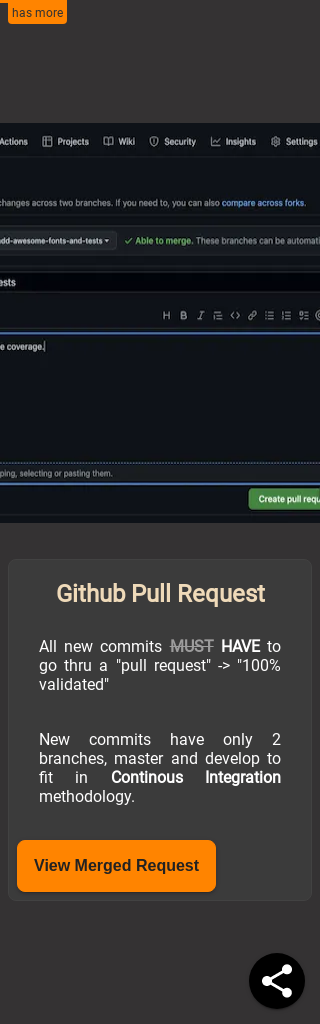 has more
Actions Projects Wiki Security Insights Settings
changes across two branches. If you need to, you can also compare across forks.
add-awesome-fonts-and-tests Able to merge. These branches can be automati
ests
H B I
e coverage.
ping, selecting or pasting them.
Create pull requ
Github Pull Request
All new commits MUST HAVE to
go thru a "pull request" -> "100%
validated"
New commits have only 2
branches, master and develop to
fit in Continous Integration
methodology.
View Merged Request